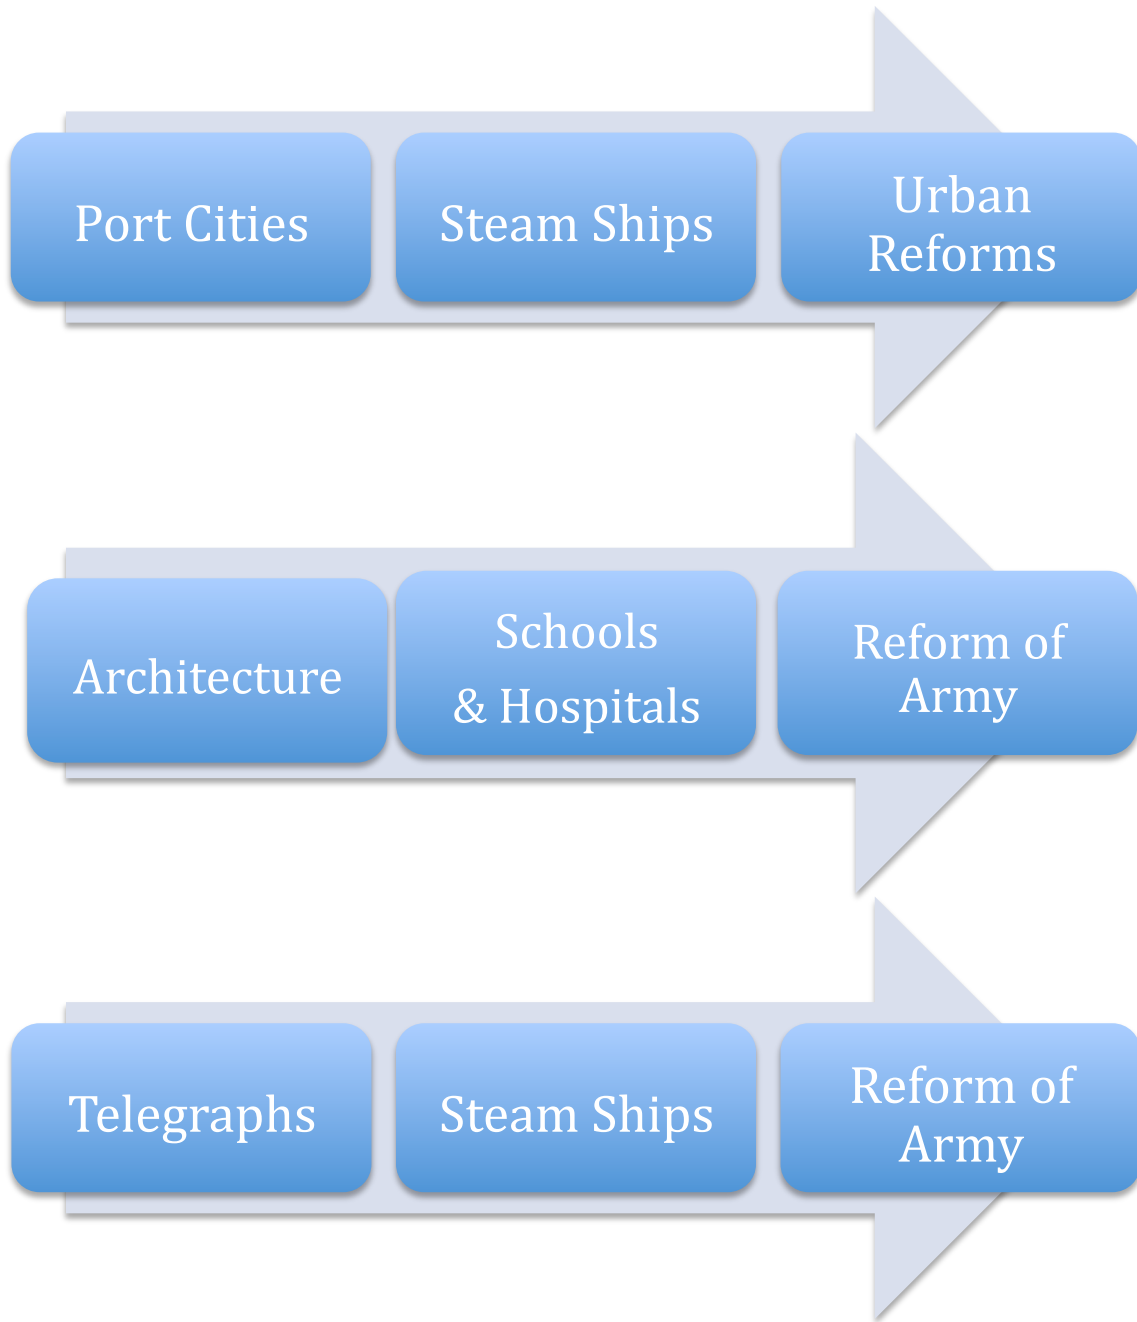 Port Cities
Steam Ships
Urban
Reforms
Architecture
Schools
& Hospitals
Reform of
Army
Telegraphs
Steam Ships
Reform of
Army